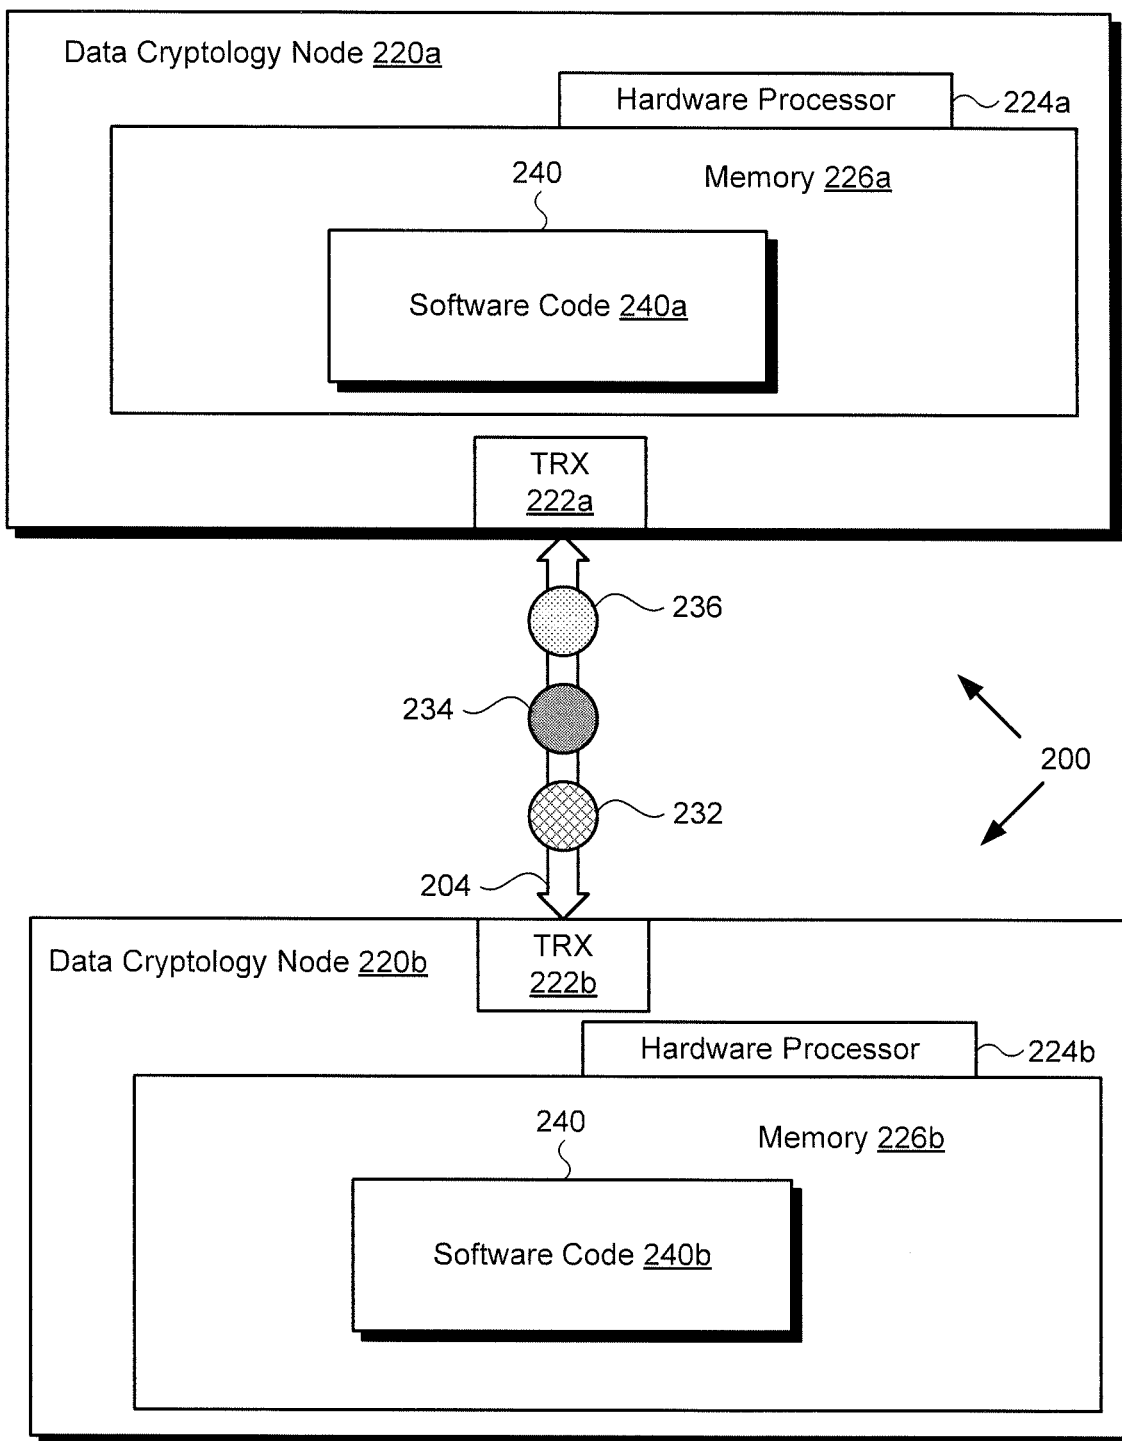 Data Cryptology Node 220a
Hardware Processor
224a
240
Memory 226a
Software Code 240a
TRX
222a
236
234
200
232
204
TRX
222b
Data Cryptology Node 220b
Hardware Processor
224b
240
Memory 226b
Software Code 240b